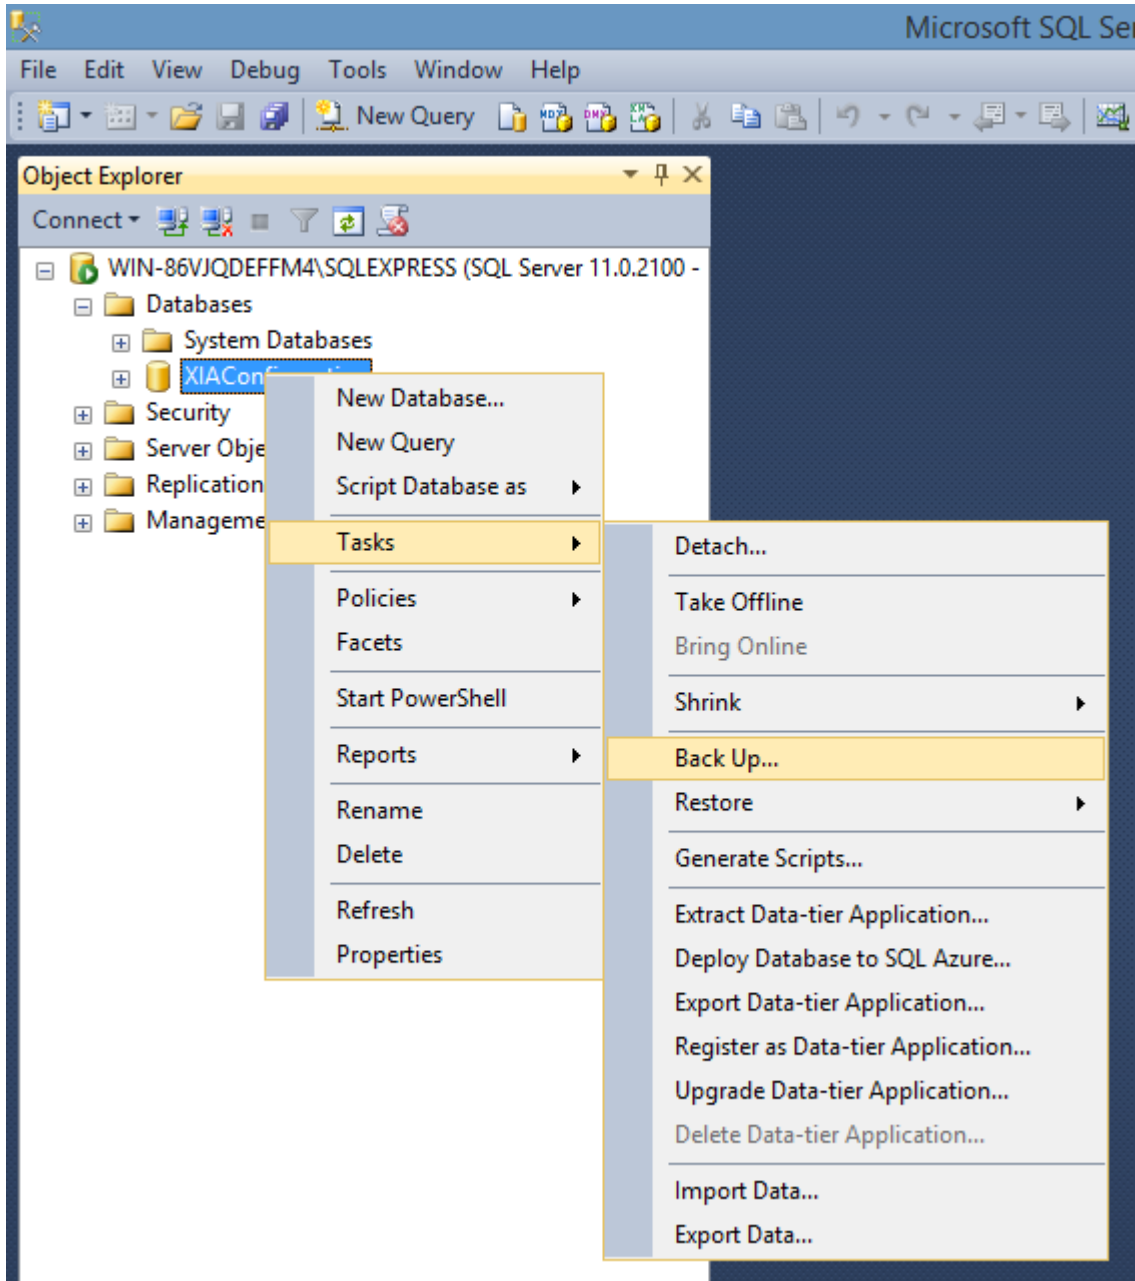 Microsoft SQL Ser
File Edit View Debug Tools Window Help
New Query
Object Explorer
Connect
WIN-86VJQDEFFM4\SQLEXPRESS (SQL Server 11.0.2100 -
Databases
System Databases
XIACon
Security
Server Obje
Replication
Manageme
New Database...
New Query
Script Database as
Tasks
Policies
Facets
Start PowerShell
Reports
Rename
Delete
Refresh
Properties
Detach...
Take Offline
Bring Online
Shrink
Back Up...
Restore
Generate Scripts...
Extract Data-tier Application...
Deploy Database to SQL Azure...
Export Data-tier Application...
Register as Data-tier Application...
Upgrade Data-tier Application...
Delete Data-tier Application...
Import Data...
Export Data...